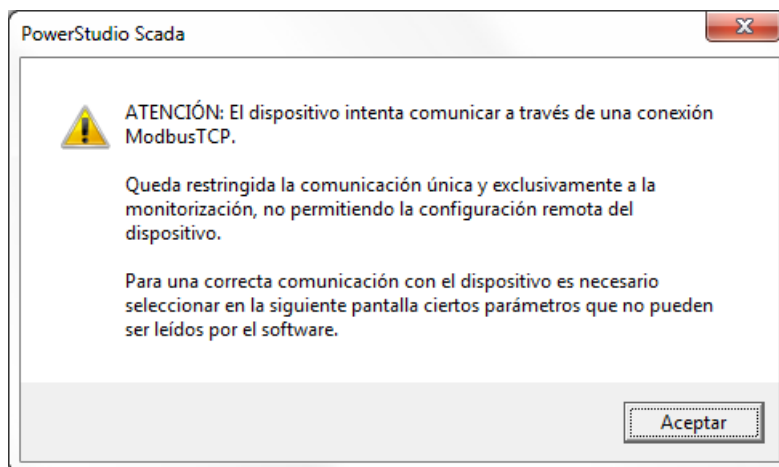 PowerStudio Scada
ATENCIÓN: El dispositivo intenta comunicar a través de una conexión
ModbusTCP.
Queda restringida la comunicación única y exclusivamente a la
monitorización, no permitiendo la configuración remota del
dispositivo.
Para una correcta comunicación con el dispositivo es necesario
seleccionar en la siguiente pantalla ciertos parámetros que no pueden
ser leídos por el software.
Aceptar